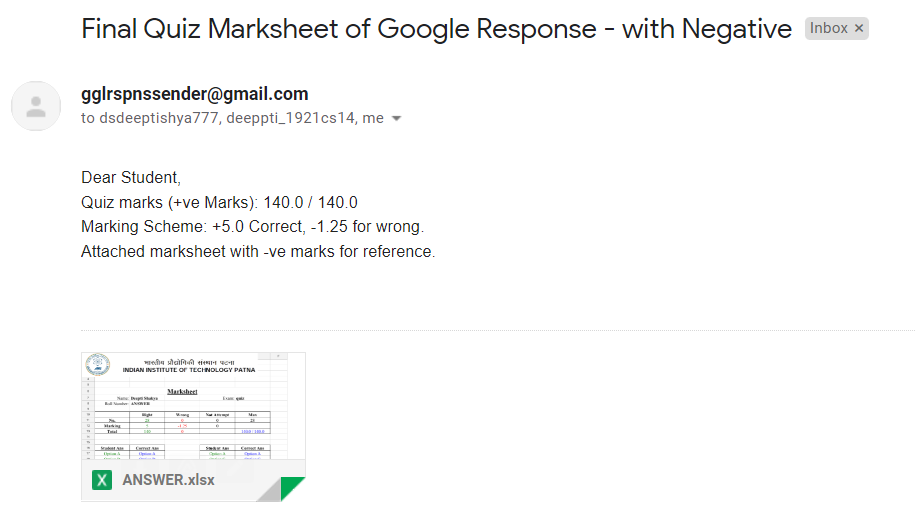 Final Quiz Marksheet of Google Response - with Negative Inbox ×
gglrspnssender@gmail.com
to dsdeeptishya777, deeppti_1921cs14, me
Dear Student,
Quiz marks (+ve Marks): 140.0 / 140.0
Marking Scheme: +5.0 Correct, -1.25 for wrong.
Attached marksheet with -ve marks for reference.
भारतीय प्रौद्योगिकी संस्थान पटना
INDIAN INSTITUTE OF TECHNOLOGY PATNA
Marksheet
Name: Deepti Shahya Exam: quiz
Roll Number: ANSWER
Right Wrong Not Attempt Max
No. 28 0 0 28
Marking 5 -1.25 0
Total 140 0 140.0 / 140.0
Student Ans Correct Ans Student Ans Correct Ans
Option A Option A Option A Option A
X ANSWER.xlsx